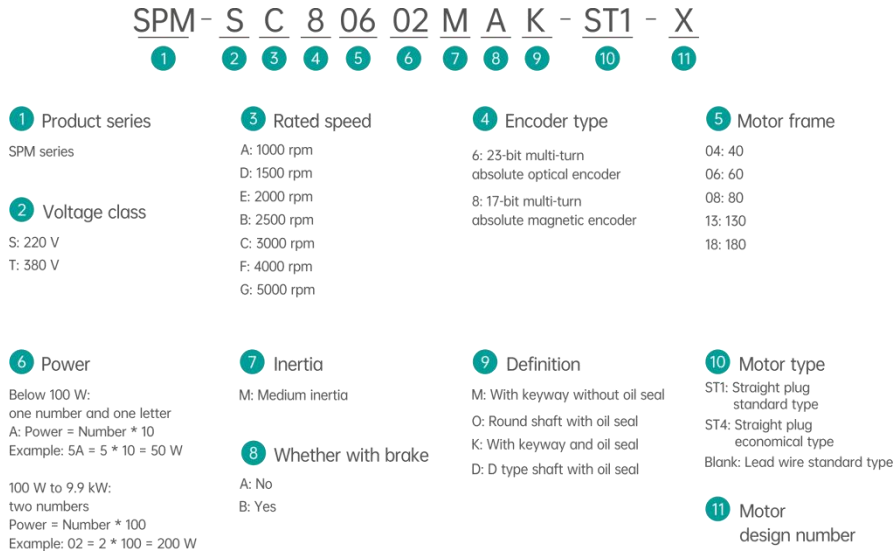 SPM - S C 8 06 02 M A K - ST1 - X
1 2 3 4 5 6 7 8 9 10 11
1 Product series
SPM series
2 Voltage class
S: 220 V
T: 380 V
3 Rated speed
A: 1000 rpm
D: 1500 rpm
E: 2000 rpm
B: 2500 rpm
C: 3000 rpm
F: 4000 rpm
G: 5000 rpm
4 Encoder type
6: 23-bit multi-turn
absolute optical encoder
8: 17-bit multi-turn
absolute magnetic encoder
5 Motor frame
04: 40
06: 60
08: 80
13: 130
18: 180
6 Power
Below 100 W:
one number and one letter
A: Power = Number * 10
Example: 5A = 5 * 10 = 50 W
100 W to 9.9 kW:
two numbers
Power = Number * 100
Example: 02 = 2 * 100 = 200 W
7 Inertia
M: Medium inertia
8 Whether with brake
A: No
B: Yes
9 Definition
M: With keyway without oil seal
O: Round shaft with oil seal
K: With keyway and oil seal
D: D type shaft with oil seal
10 Motor type
ST1: Straight plug
standard type
ST4: Straight plug
economical type
Blank: Lead wire standard type
11 Motor
design number